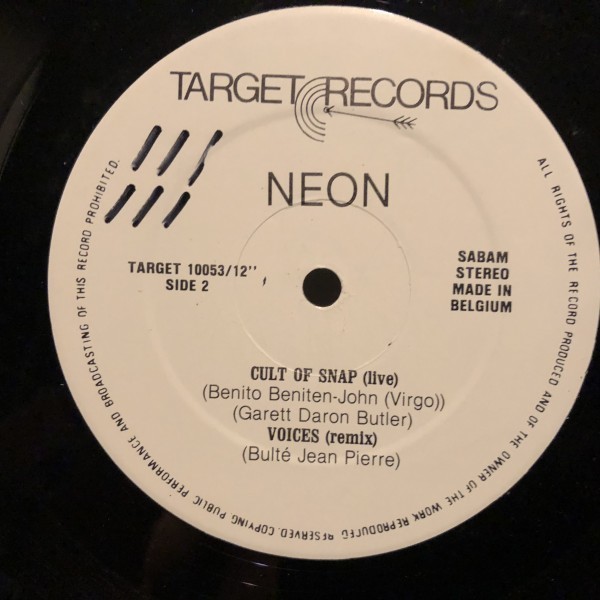 TARGET RECORDS
NEON
TARGET 10053/12''
SIDE 2
SABAM
STEREO
MADE IN
BELGIUM
CULT OF SNAP (live)
(Benito Beniten-John (Virgo))
(Garett Daron Butler)
VOICES (remix)
(Bulté Jean Pierre)
ALL RIGHTS OF THE RECORD PRODUCED AND OF THE OWNER OF THE WORK REPRODUCED RESERVED. COPYING PUBLIC PERFORMANCE AND BROADCASTING OF THIS RECORD PROHIBITED.